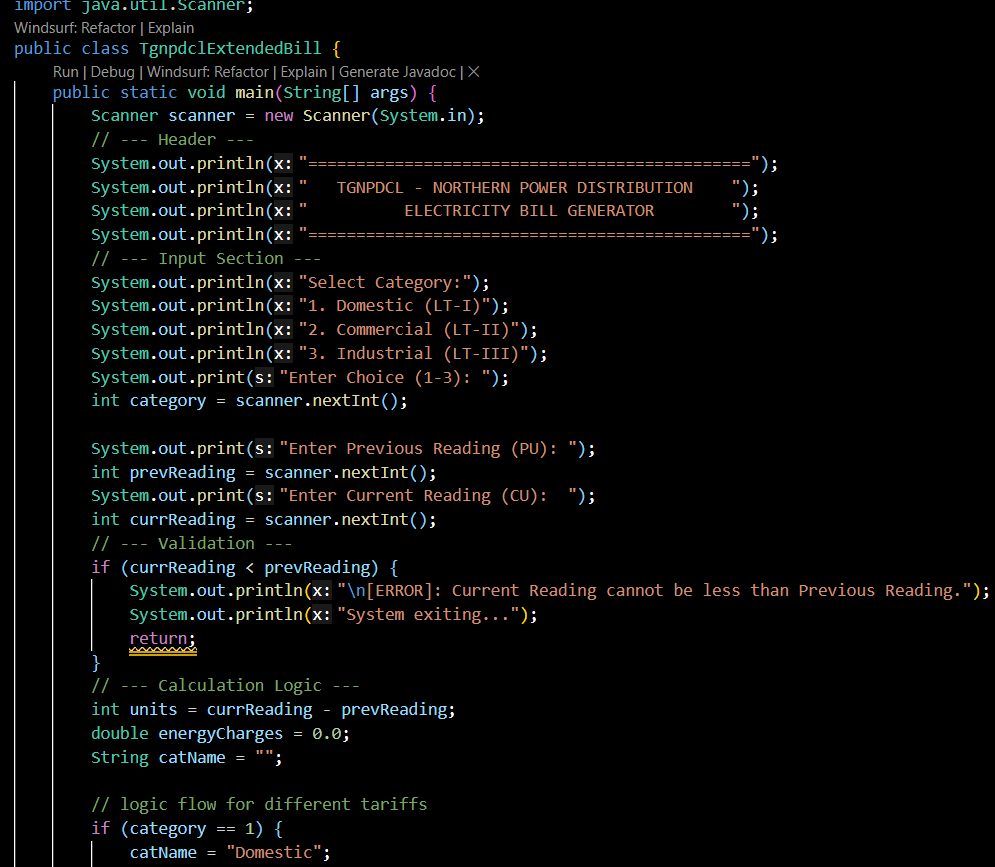 import java.util.Scanner;
Windsurf: Refactor | Explain
public class TgnpdclExtendedBill {
Run | Debug | Windsurf: Refactor | Explain | Generate Javadoc | ✕
public static void main(String[] args) {
Scanner scanner = new Scanner(System.in);
// --- Header ---
System.out.println(x: "==============================================");
System.out.println(x: "   TGNPDCL - NORTHERN POWER DISTRIBUTION    ");
System.out.println(x: "          ELECTRICITY BILL GENERATOR        ");
System.out.println(x: "==============================================");
// --- Input Section ---
System.out.println(x: "Select Category:");
System.out.println(x: "1. Domestic (LT-I)");
System.out.println(x: "2. Commercial (LT-II)");
System.out.println(x: "3. Industrial (LT-III)");
System.out.print(s: "Enter Choice (1-3): ");
int category = scanner.nextInt();
System.out.print(s: "Enter Previous Reading (PU): ");
int prevReading = scanner.nextInt();
System.out.print(s: "Enter Current Reading (CU):  ");
int currReading = scanner.nextInt();
// --- Validation ---
if (currReading < prevReading) {
System.out.println(x: "\n[ERROR]: Current Reading cannot be less than Previous Reading.");
System.out.println(x: "System exiting...");
return;
}
// --- Calculation Logic ---
int units = currReading - prevReading;
double energyCharges = 0.0;
String catName = "";
// logic flow for different tariffs
if (category == 1) {
catName = "Domestic";